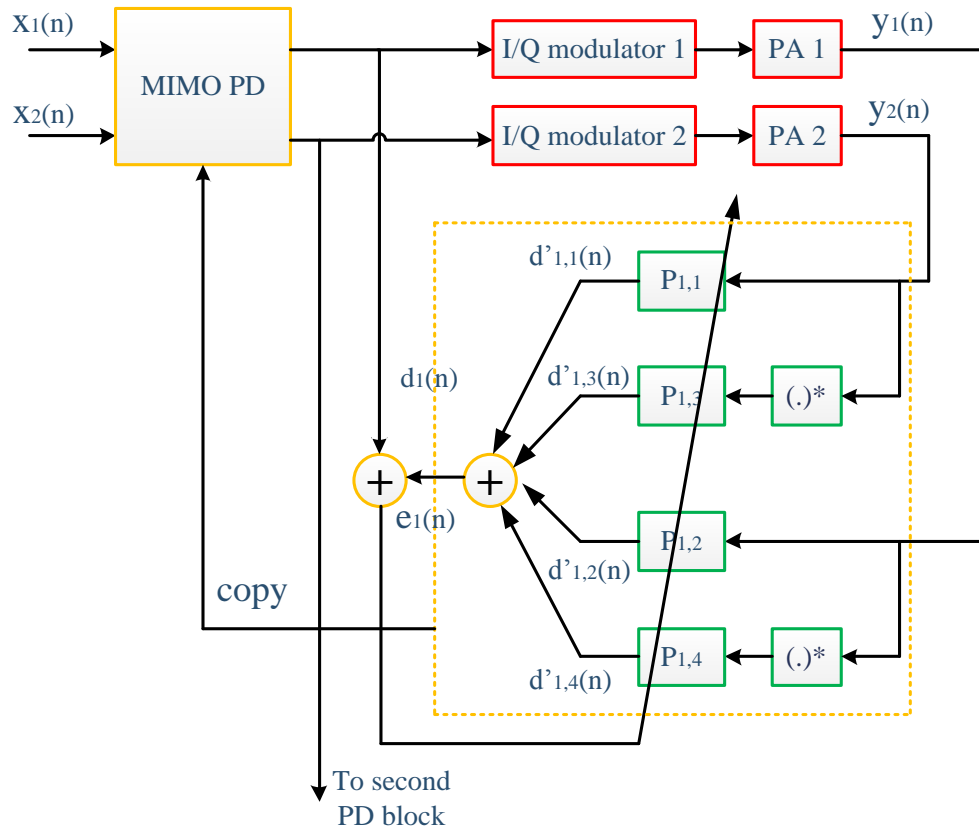 x1(n)
x2(n)
MIMO PD
I/Q modulator 1
PA 1
y1(n)
I/Q modulator 2
PA 2
y2(n)
d’1,1(n)
P1,1
d1(n)
d’1,3(n)
P1,3
(.)*
+
+
e1(n)
P1,2
d’1,2(n)
copy
P1,4
(.)*
d’1,4(n)
To second
PD block